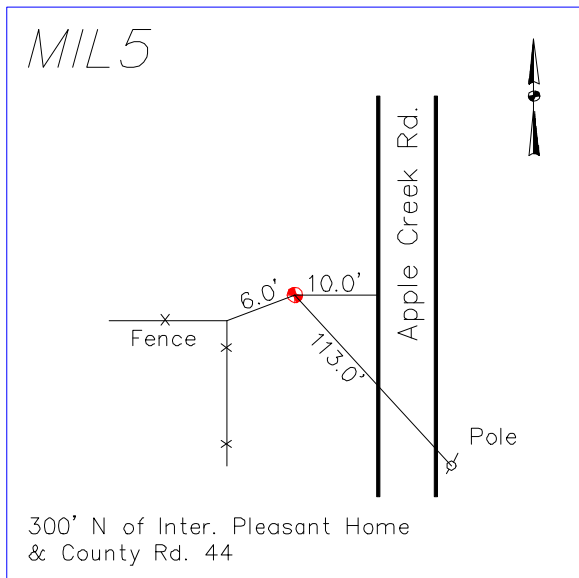 MIL5
Apple Creek Rd.
6.0'
10.0'
Fence
113.0'
Pole
300' N of Inter. Pleasant Home
& County Rd. 44